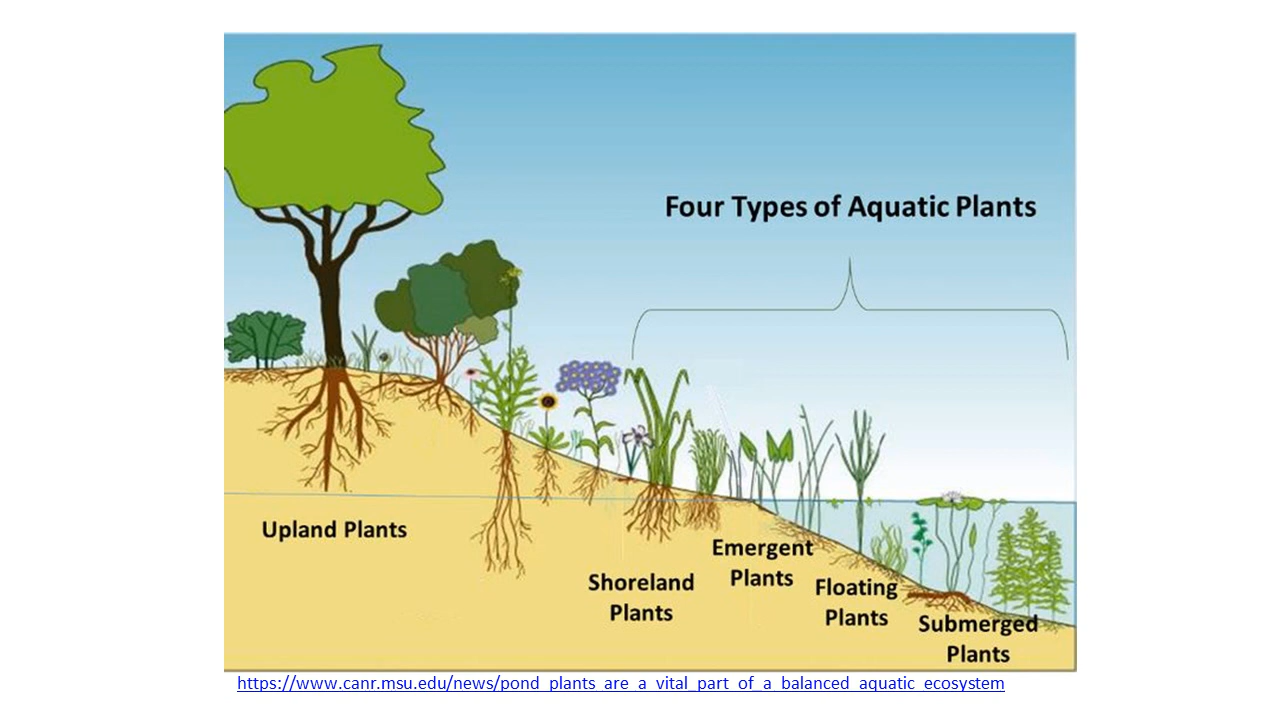 Four Types of Aquatic Plants
Upland Plants
Shoreland
Plants
Emergent
Plants
Floating
Plants
Submerged
Plants
https://www.canr.msu.edu/news/pond_plants_are_a_vital_part_of_a_balanced_aquatic_ecosystem